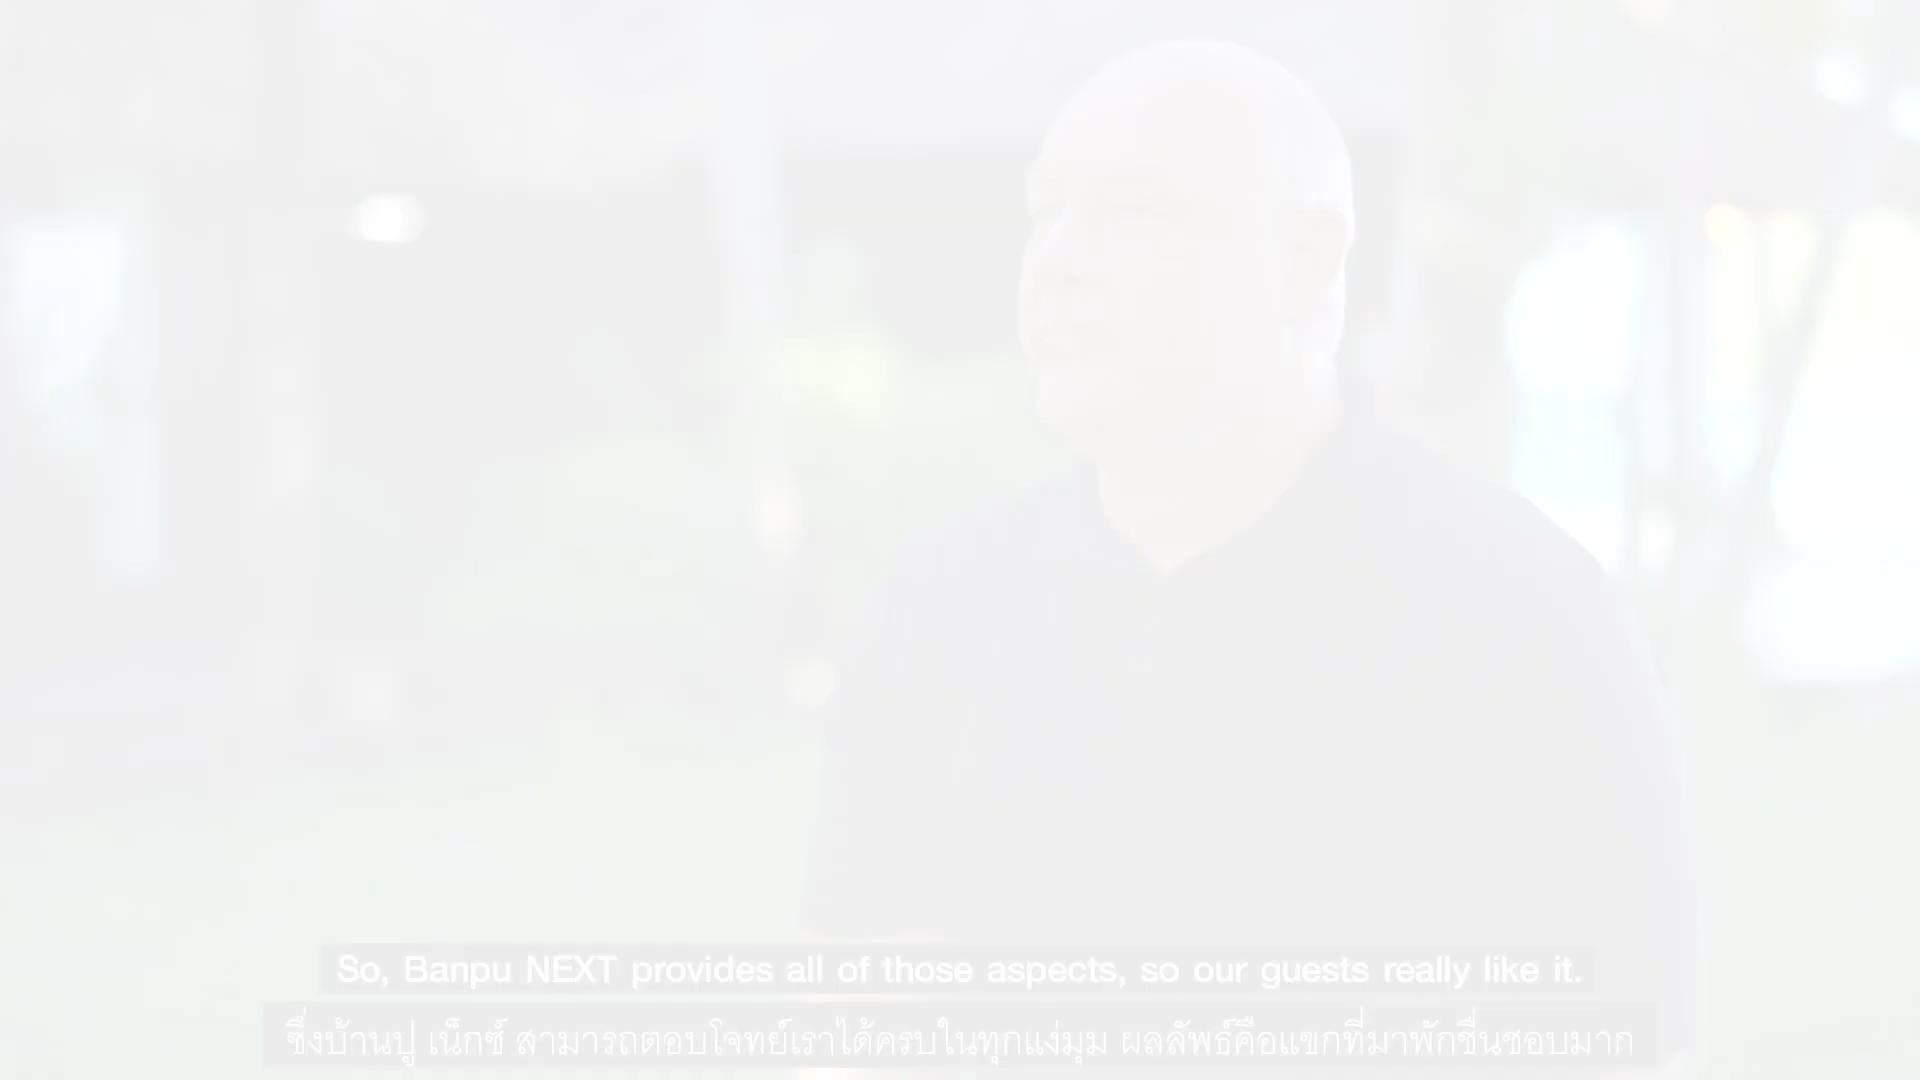 So, Banpu NEXT provides all of those aspects, so our guests really like it.
ซึ่งบ้านปู เน็กซ์ สามารถตอบโจทย์เราได้ครบในทุกแง่มุม ผลลัพธ์คือแขกที่มาพักชื่นชอบมาก